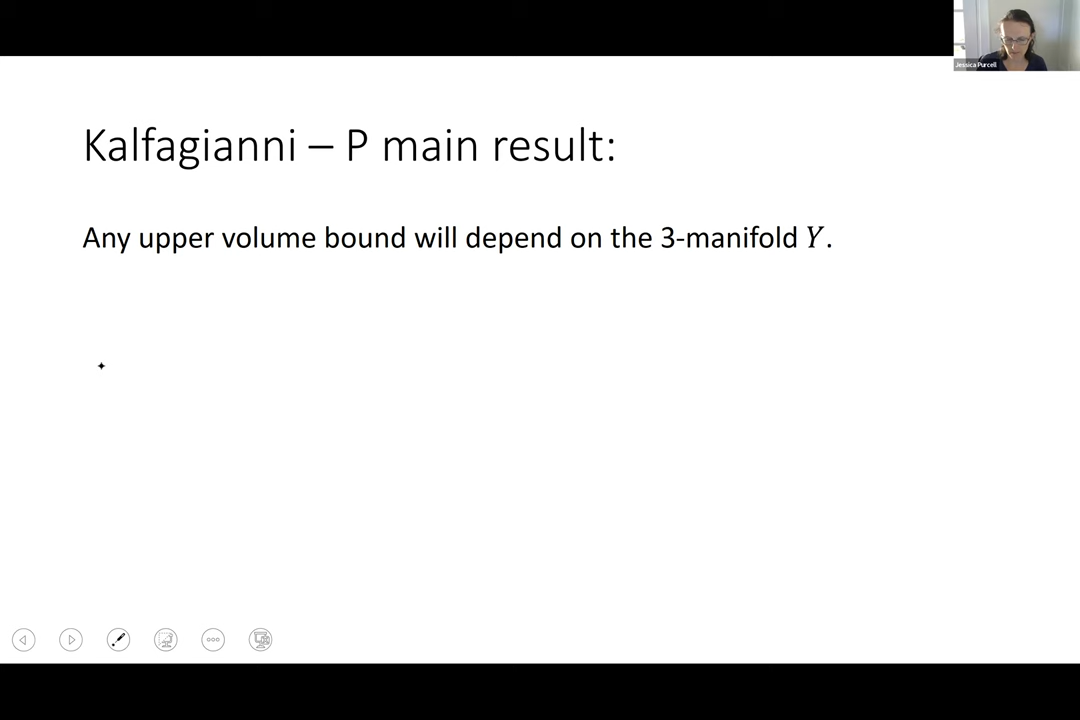 Jessica Purcell
Kalfagianni – P main result:
Any upper volume bound will depend on the 3-manifold Y.